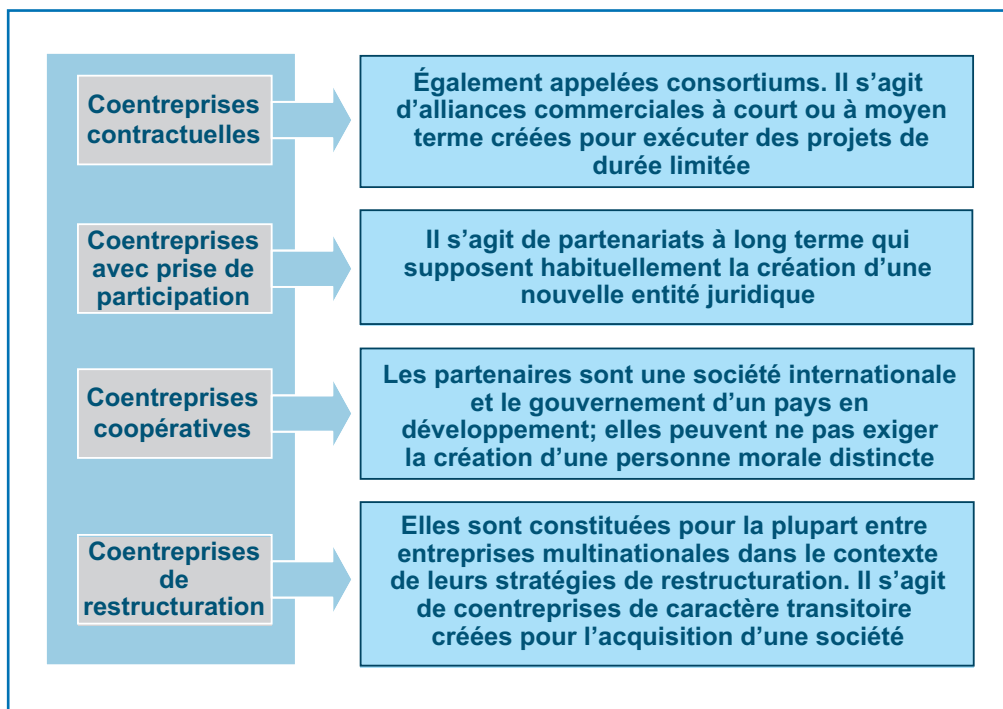 Coentreprises
contractuelles
Également appelées consortiums. Il s’agit
d’alliances commerciales à court ou à moyen
terme créées pour exécuter des projets de
durée limitée
Coentreprises
avec prise de
participation
Il s’agit de partenariats à long terme qui
supposent habituellement la création d’une
nouvelle entité juridique
Coentreprises
coopératives
Les partenaires sont une société internationale
et le gouvernement d’un pays en
développement; elles peuvent ne pas exiger
la création d’une personne morale distincte
Coentreprises
de
restructuration
Elles sont constituées pour la plupart entre
entreprises multinationales dans le contexte
de leurs stratégies de restructuration. Il s’agit
de coentreprises de caractère transitoire
créées pour l’acquisition d’une société